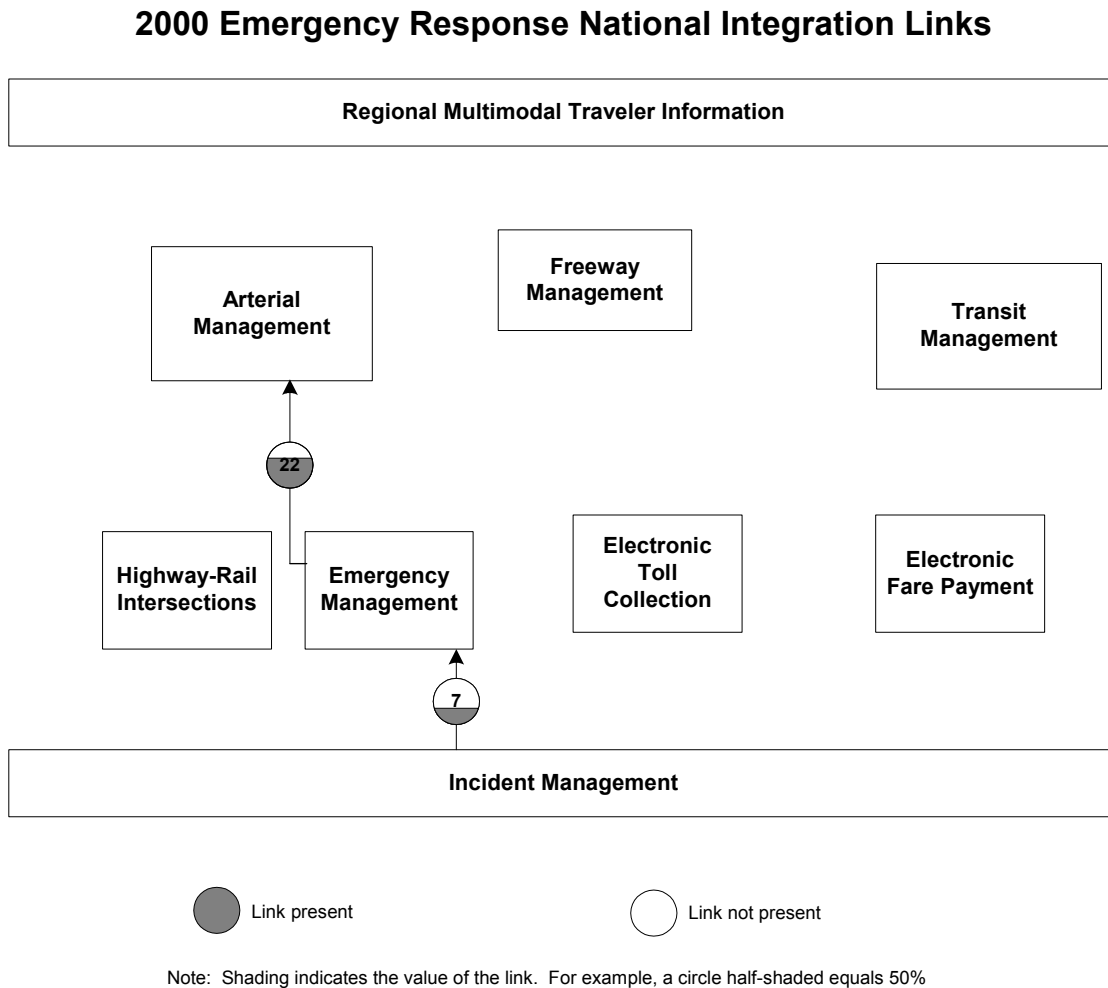 2000 Emergency Response National Integration Links
Regional Multimodal Traveler Information
Freeway
Management
Arterial
Management
Transit
Management
22
Highway-Rail
Intersections
Emergency
Management
Electronic
Toll
Collection
Electronic
Fare Payment
7
Incident Management
Link present
Link not present
Note:  Shading indicates the value of the link.  For example, a circle half-shaded equals 50%